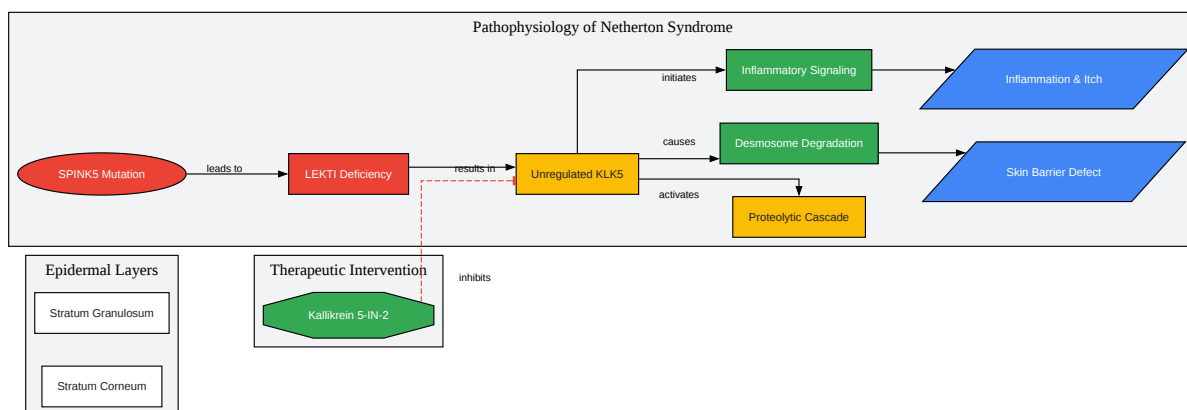 Pathophysiology of Netherton Syndrome
Inflammatory Signaling
Inflammation & Itch
initiates
causes
Desmosome Degradation
SPINK5 Mutation
leads to
LEKTI Deficiency
results in
Unregulated KLK5
Skin Barrier Defect
activates
Proteolytic Cascade
Epidermal Layers
Therapeutic Intervention
inhibits
Stratum Granulosum
Kallikrein 5-IN-2
Stratum Corneum